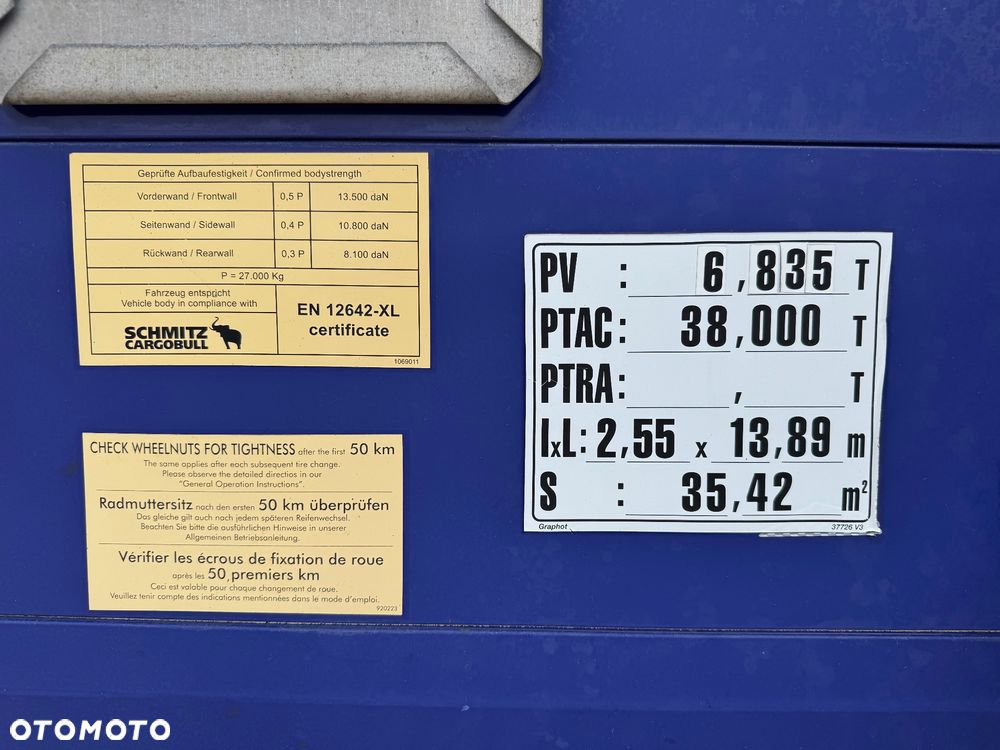 Geprüfte Aufbaufestigkeit / Confirmed bodystrength
Vorderwand / Frontwall 0,5 P 13.500 daN
Seitenwand / Sidewall 0,4 P 10.800 daN
Rückwand / Rearwall 0,3 P 8.100 daN
P = 27.000 Kg
Fahrzeug entspricht
Vehicle body in compliance with
SCHMITZ
CARGOBULL
EN 12642-XL
certificate
1069011
CHECK WHEELNUTS FOR TIGHTNESS after the first 50 km
The same applies after each subsequent tire change.
Please observe the detailed direction in our
"General Operation Instructions".
Radmuttersitz nach den ersten 50 km überprüfen
Das gleiche gilt auch nach jedem späteren Reifenwechsel.
Beachten Sie bitte die ausführlichen Hinweise in unserer
Allgemeinen Betriebsanleitung.
Vérifier les écrous de fixation de roue
après les 50 premiers km
Ceci est valable pour chaque changement de roue.
Veuillez tenir compte des indications mentionnées dans le mode d'emploi.
920223
PV : 6,835 T
PTAC: 38,000 T
PTRA: , T
lxL: 2,55 x 13,89 m
S : 35,42 m²
Graphot 37726 V3
OTOMOTO